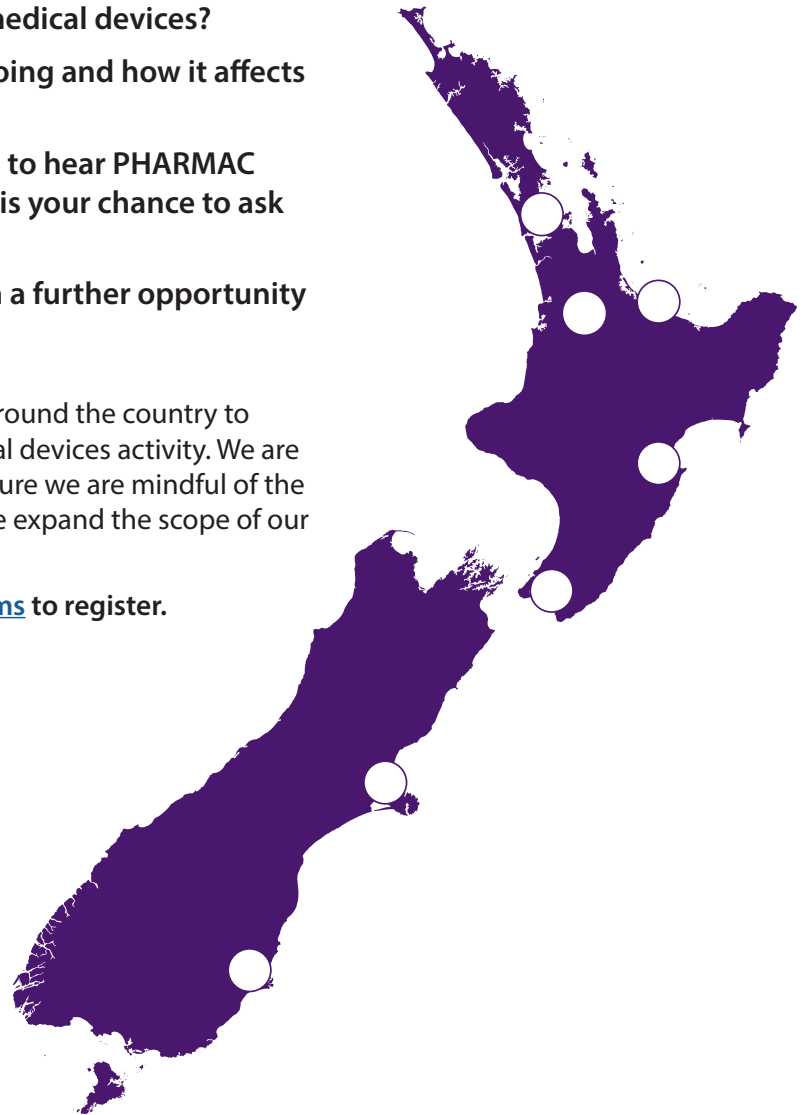 medical devices?
oing and how it affects
to hear PHARMAC
is your chance to ask
a further opportunity
round the country to
al devices activity. We are
ure we are mindful of the
e expand the scope of our
ms to register.